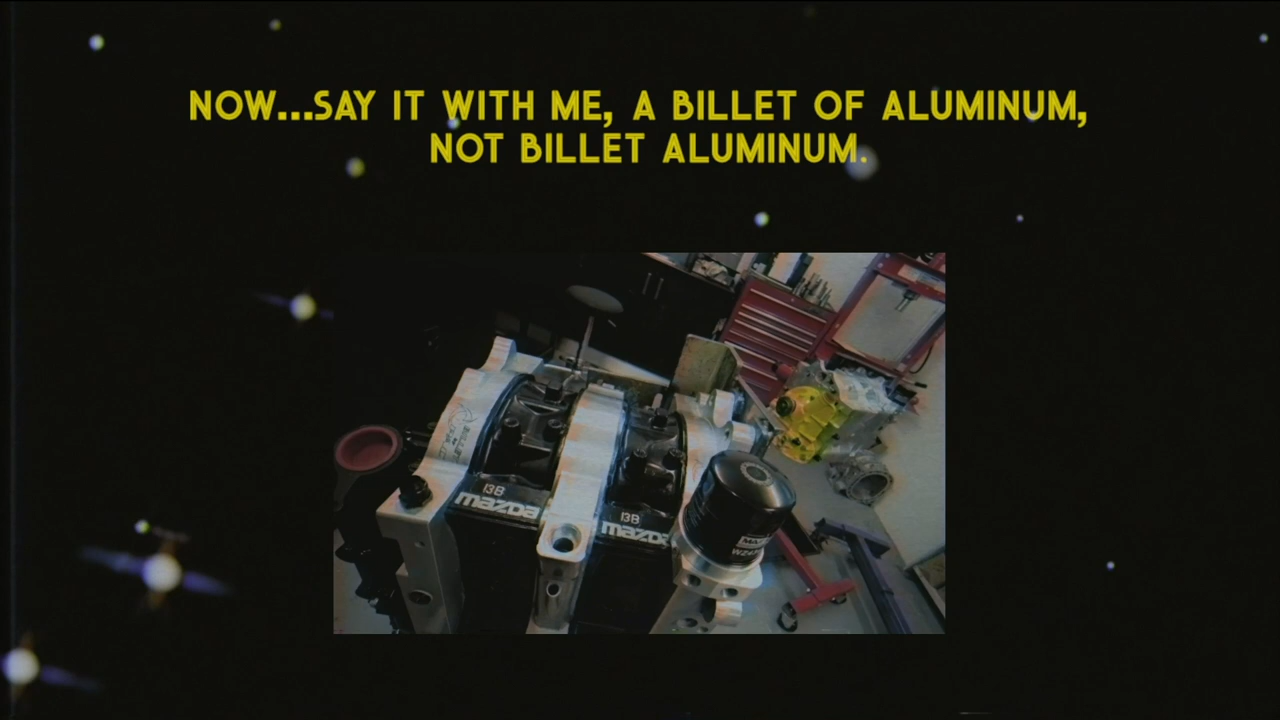 NOW...SAY IT WITH ME, A BILLET OF ALUMINUM,
NOT BILLET ALUMINUM.
13B
mazda
13B
mazda